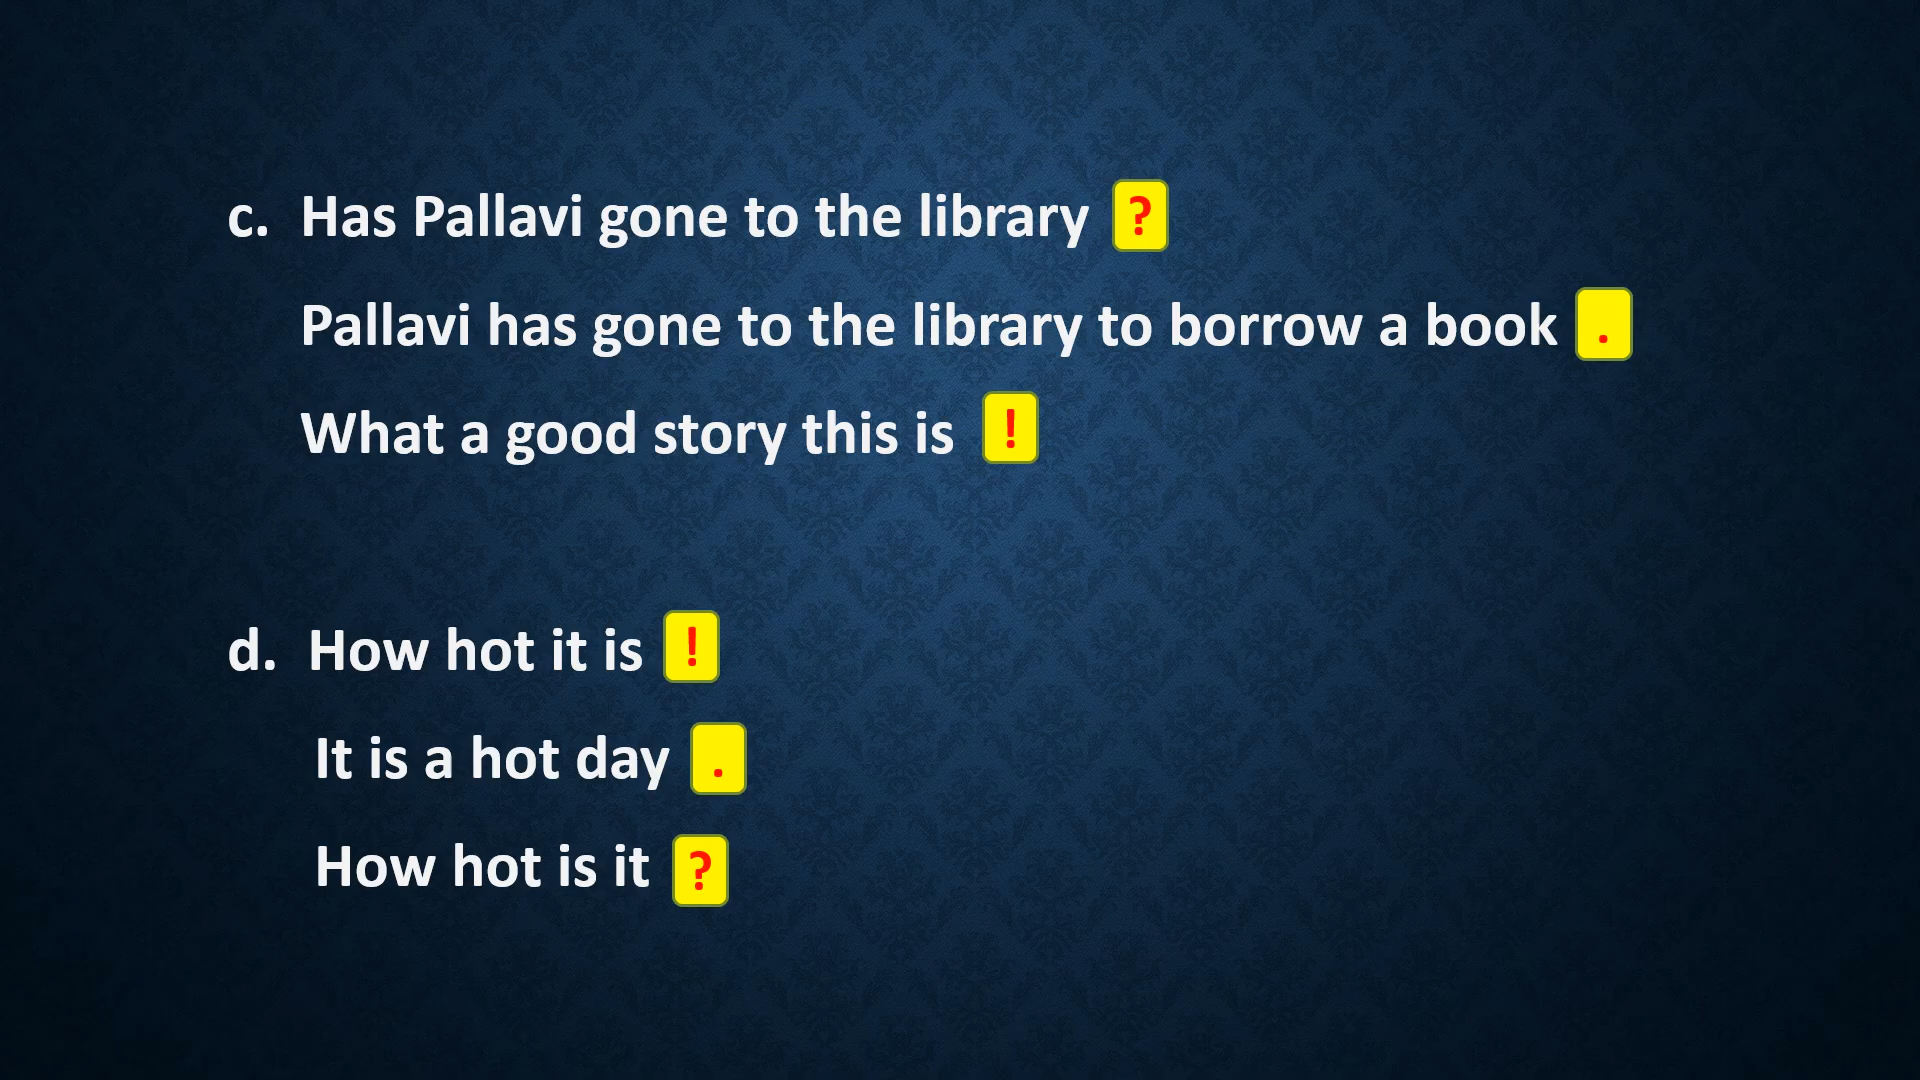 c. Has Pallavi gone to the library ?
Pallavi has gone to the library to borrow a book .
What a good story this is !
d. How hot it is !
It is a hot day .
How hot is it ?